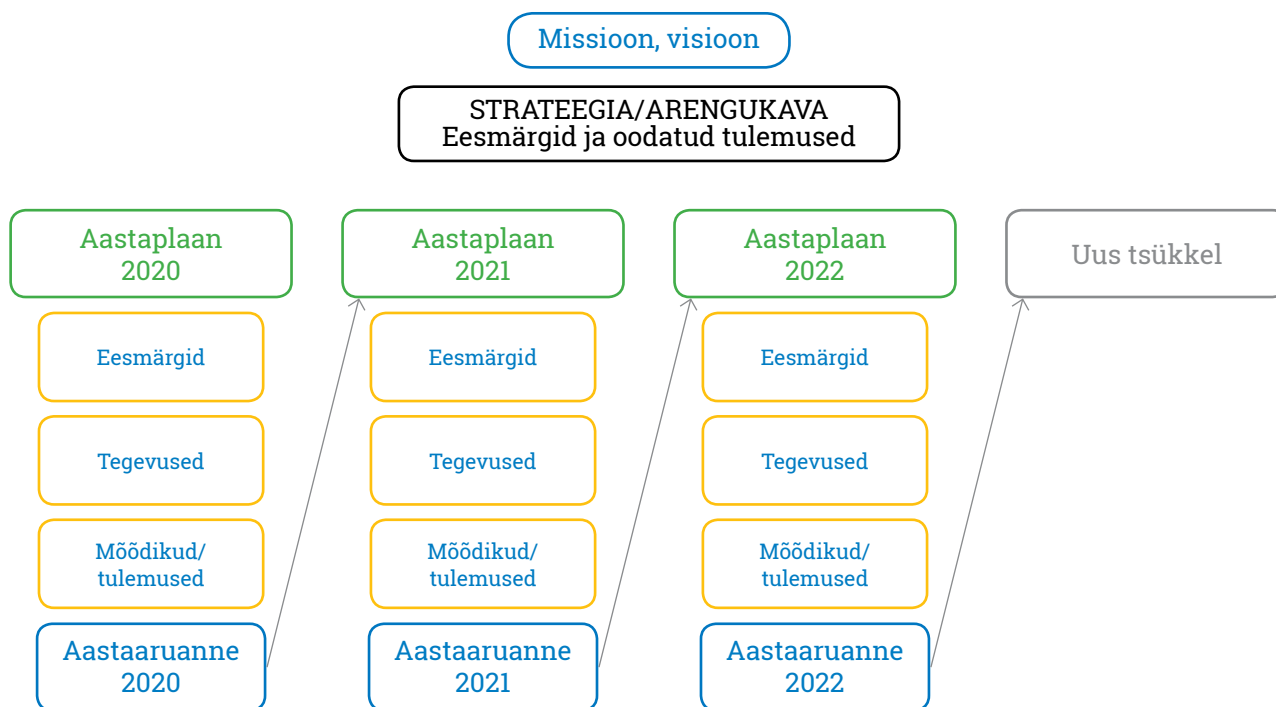 Missioon, visioon
STRATEEGIA/ARENGUKAVA
Eesmärgid ja oodatud tulemused
Aastaplaan
2020
Eesmärgid
Tegevused
Mõõdikud/
tulemused
Aastaaruanne
2020
Aastaplaan
2021
Eesmärgid
Tegevused
Mõõdikud/
tulemused
Aastaaruanne
2021
Aastaplaan
2022
Eesmärgid
Tegevused
Mõõdikud/
tulemused
Aastaaruanne
2022
Uus tsükkel